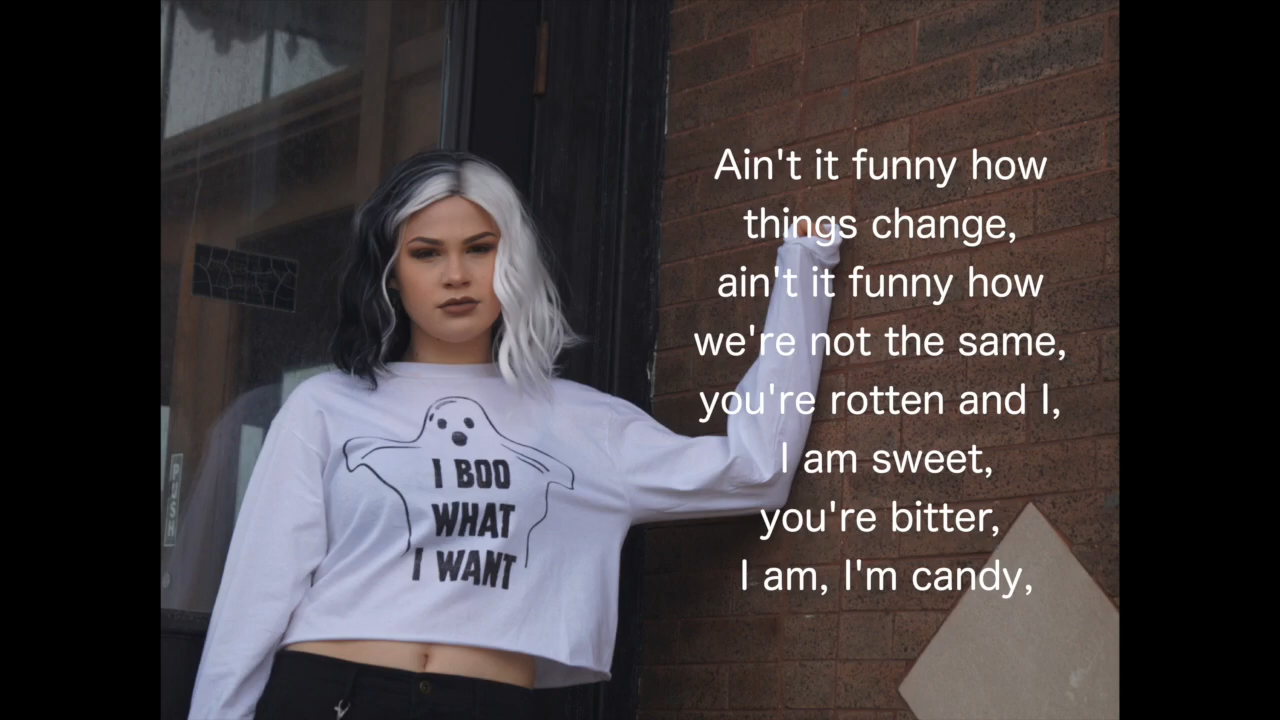 Ain't it funny how
things change,
ain't it funny how
we're not the same,
you're rotten and I,
I am sweet,
you're bitter,
I am, I'm candy,
I BOO
WHAT
I WANT
PUSH